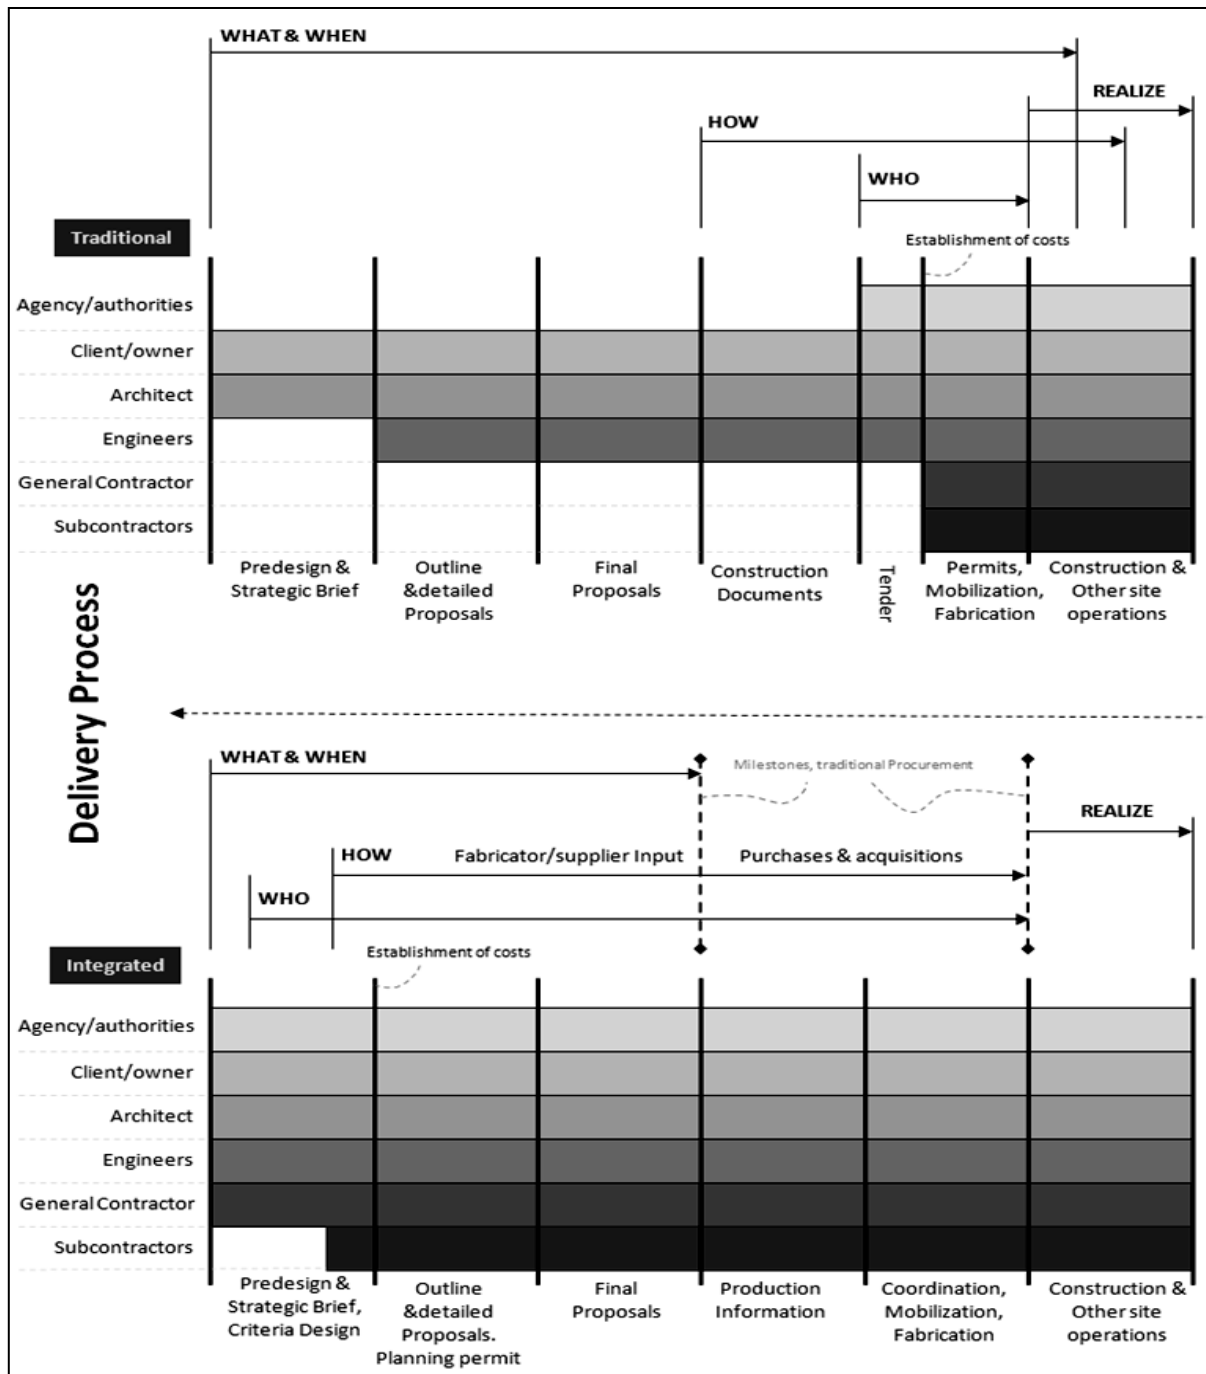 WHAT & WHEN
REALIZE
HOW
WHO
Traditional
Establishment of costs
Agency/authorities
Client/owner
Architect
Engineers
General Contractor
Subcontractors
Predesign &
Strategic Brief
Outline
&detailed
Proposals
Final
Proposals
Construction
Documents
Tender
Permits,
Mobilization,
Fabrication
Construction &
Other site
operations
Delivery Process
WHAT & WHEN
Milestones, traditional Procurement
REALIZE
HOW
Fabricator/supplier Input
Purchases & acquisitions
WHO
Establishment of costs
Integrated
Agency/authorities
Client/owner
Architect
Engineers
General Contractor
Subcontractors
Predesign &
Strategic Brief,
Criteria Design
Outline
&detailed
Proposals.
Planning permit
Final
Proposals
Production
Information
Coordination,
Mobilization,
Fabrication
Construction &
Other site
operations